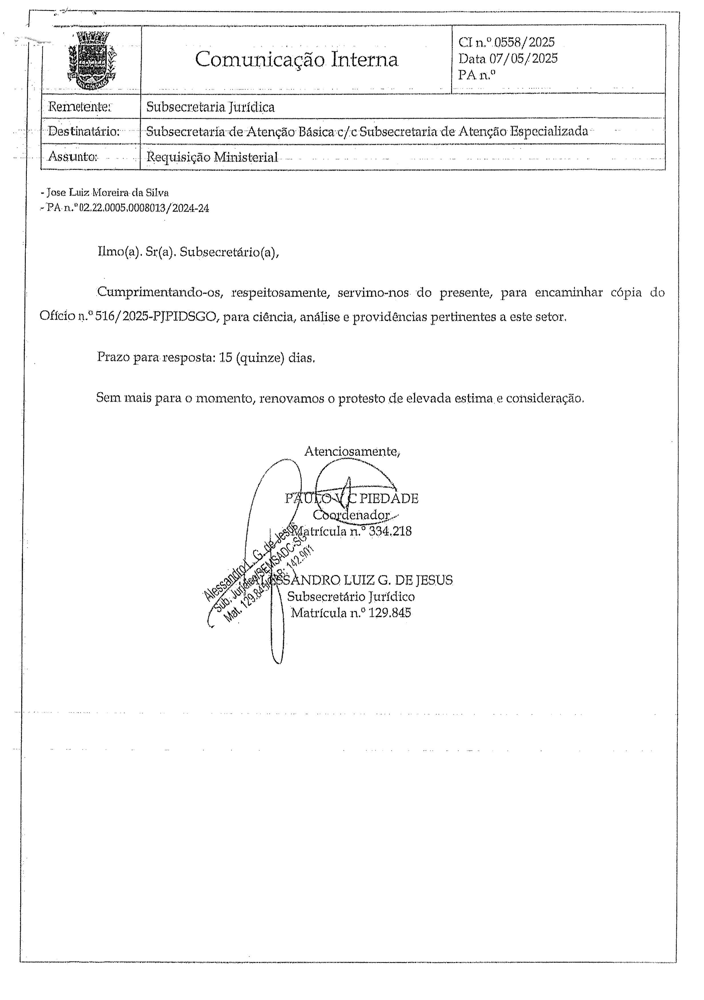 Comunicação Interna
CI n.º 0558/2025
Data 07/05/2025
PA n.º
Remetente: Subsecretaria Jurídica
Destinatário: Subsecretaria de Atenção Básica c/c Subsecretaria de Atenção Especializada
Assunto: Requisição Ministerial
- Jose Luiz Moreira da Silva
- PA n.º 02.22.0005.0008013/2024-24
Ilmo(a). Sr(a). Subsecretário(a),
Cumprimentando-os, respeitosamente, servimo-nos do presente, para encaminhar cópia do
Ofício n.º 516/2025-PJPIDSGO, para ciência, análise e providências pertinentes a este setor.
Prazo para resposta: 15 (quinze) dias.
Sem mais para o momento, renovamos o protesto de elevada estima e consideração.
Atenciosamente,
PAULO V C PIEDADE
Coordenador
Matrícula n.º 334.218
Alessandro L. G. de Jesus
Sub. Jurídico/SEMSADC-SG
Mat. 129.845 142.901
ALESSANDRO LUIZ G. DE JESUS
Subsecretário Jurídico
Matrícula n.º 129.845